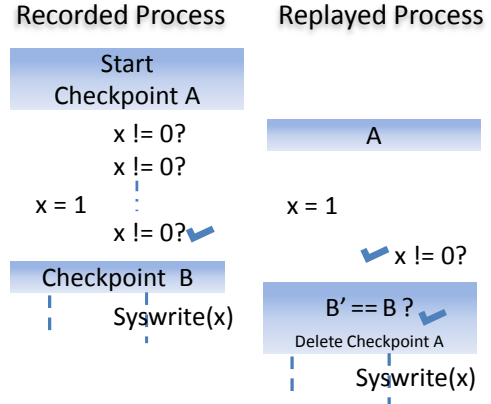 Recorded Process
Start
Checkpoint A
x != 0?
x != 0?
x = 1
x != 0?
Checkpoint B
Syswrite(x)
Replayed Process
A
x = 1
x != 0?
B' == B ?
Delete Checkpoint A
Syswrite(x)